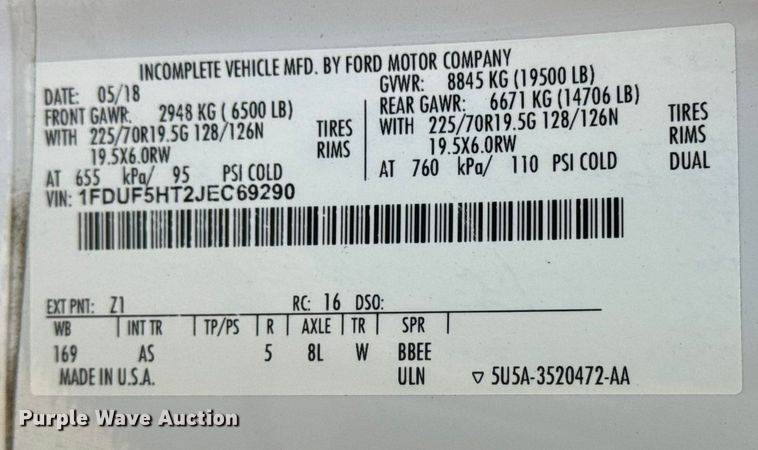 INCOMPLETE VEHICLE MFD. BY FORD MOTOR COMPANY
DATE: 05/18 GVWR: 8845 KG (19500 LB)
FRONT GAWR: 2948 KG ( 6500 LB) REAR GAWR: 6671 KG (14706 LB)
WITH 225/70R19.5G 128/126N TIRES WITH 225/70R19.5G 128/126N TIRES
19.5X6.0RW RIMS 19.5X6.0RW RIMS
AT 655 kPa/ 95 PSI COLD AT 760 kPa/ 110 PSI COLD DUAL
VIN: 1FDUF5HT2JEC69290
EXT PNT: Z1 RC: 16 DSO:
WB | INT TR | TP/PS | R | AXLE | TR | SPR |
169 AS 5 8L W BBEE
MADE IN U.S.A. ULN ▽ 5U5A-3520472-AA
Purple Wave Auction